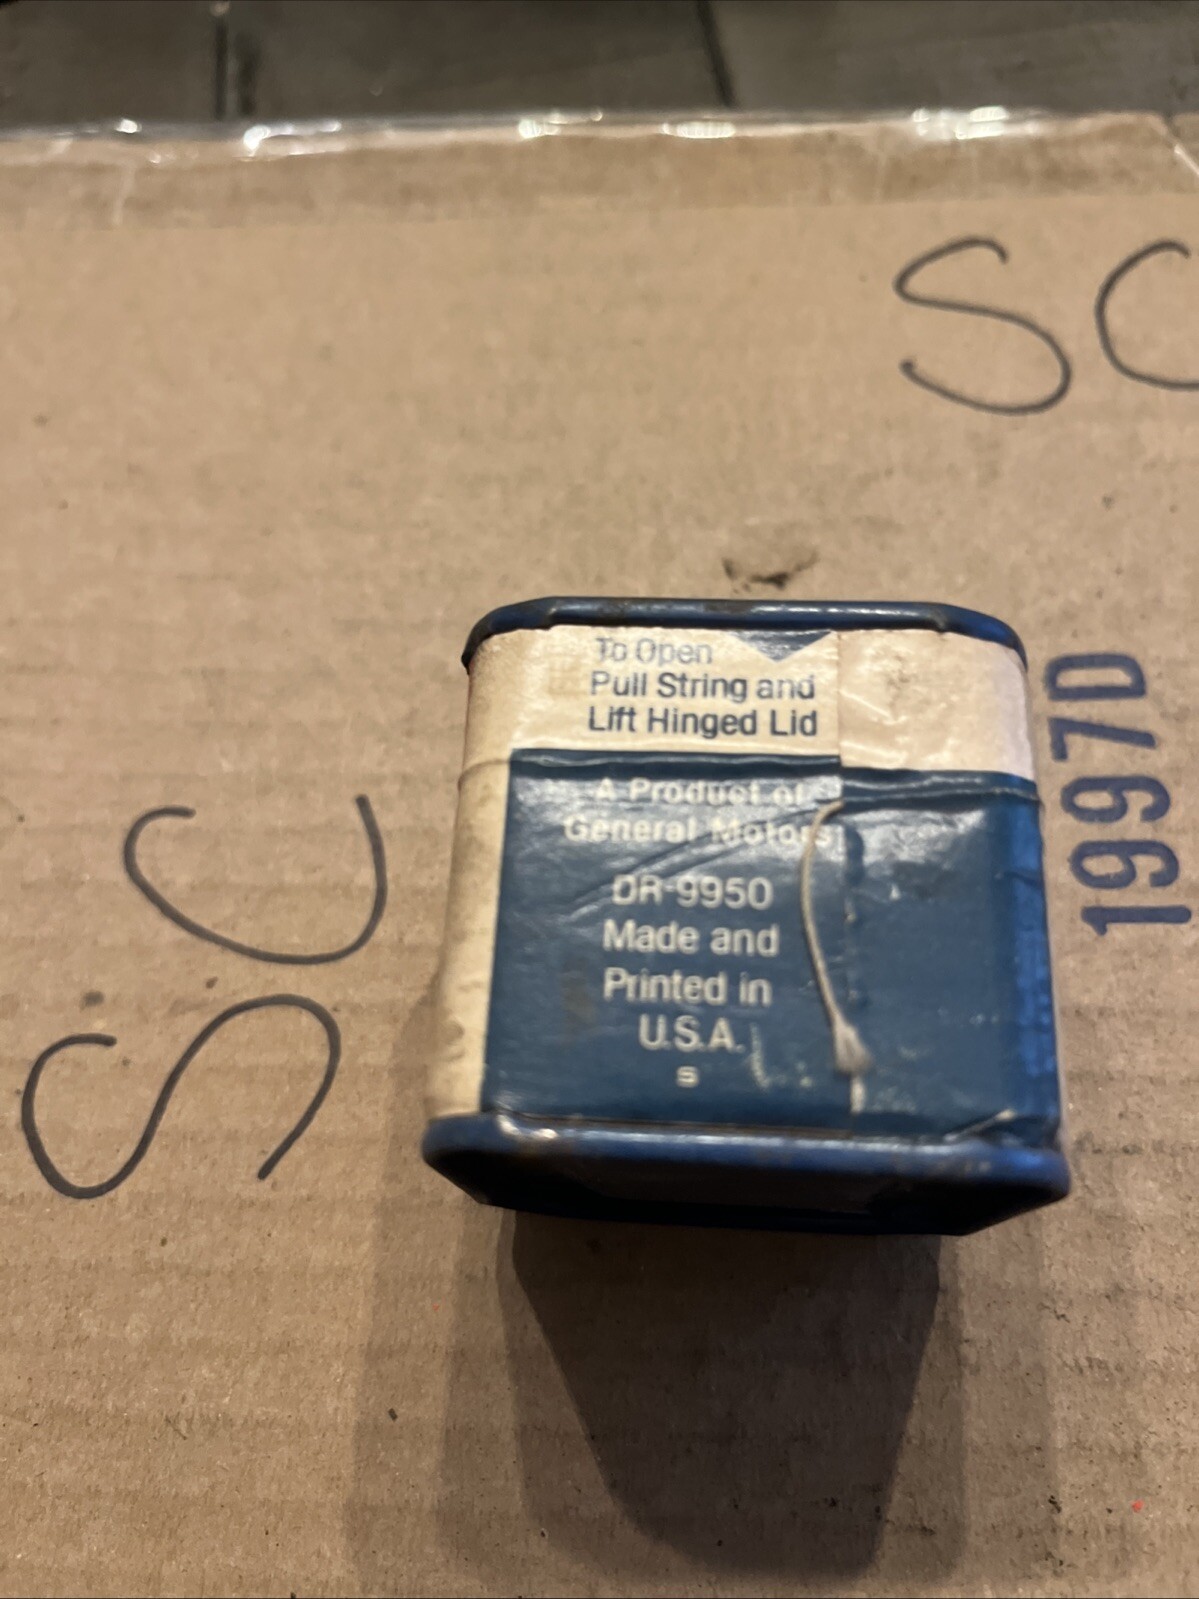 SC
To Open
Pull String and
Lift Hinged Lid
A Product of
General Motors
DR-9950
Made and
Printed in
U.S.A.
5
1997D
SC